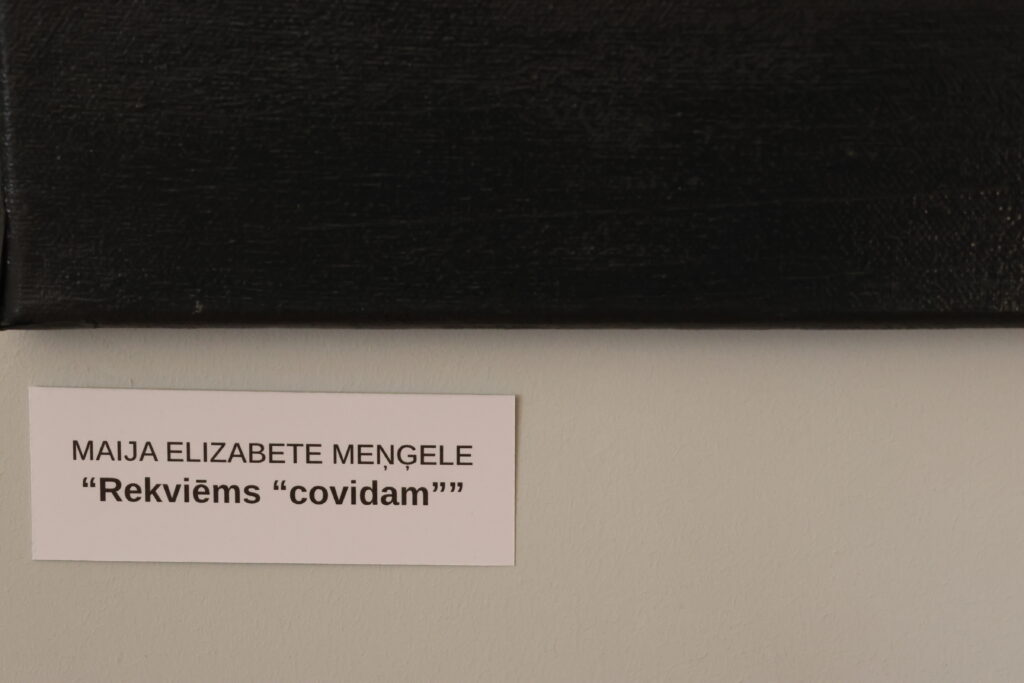 MAIJA ELIZABETE MEŅĢELE
“Rekviēms “covidam””